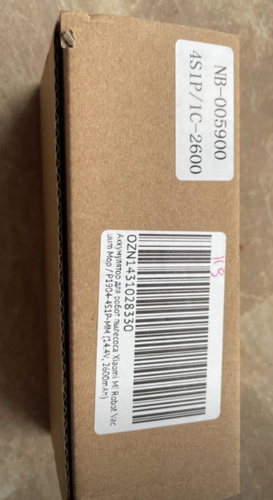 NB-005900
4S1P/1C-2600
K9
OZN1431028330
Аккумулятор для робот пылесоса Xiaomi Mi Robot Vac
uum Mop / P1904-4S1P-MM (14.4V, 2600mAh)